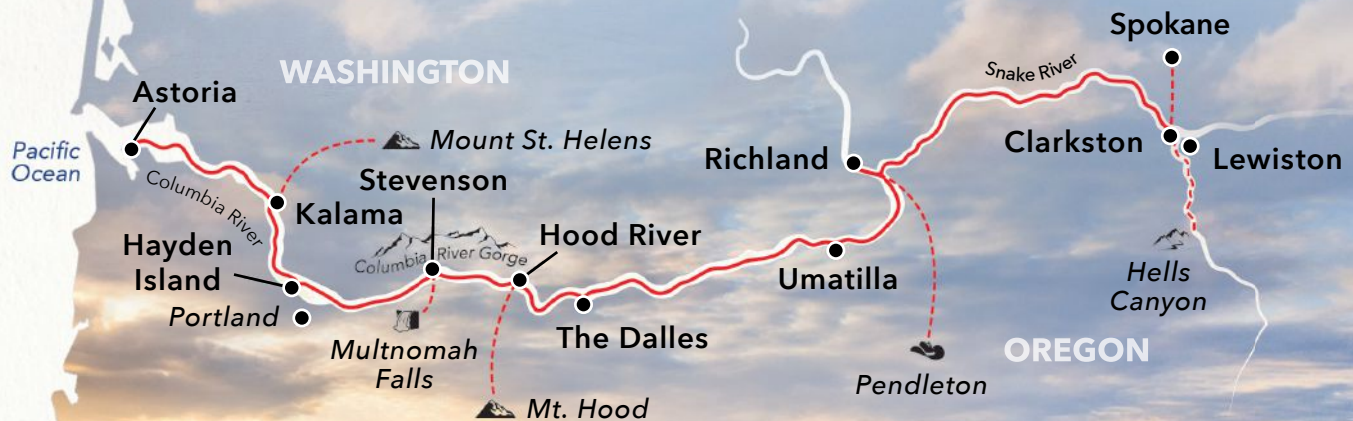 Spokane
WASHINGTON
Snake River
Astoria
Pacific
Ocean
Mount St. Helens
Clarkston
Lewiston
Richland
Stevenson
Columbia River
Kalama
Hayden
Island
Columbia River Gorge
Hood River
Umatilla
Hells
Canyon
Portland
The Dalles
Multnomah
Falls
OREGON
Pendleton
Mt. Hood